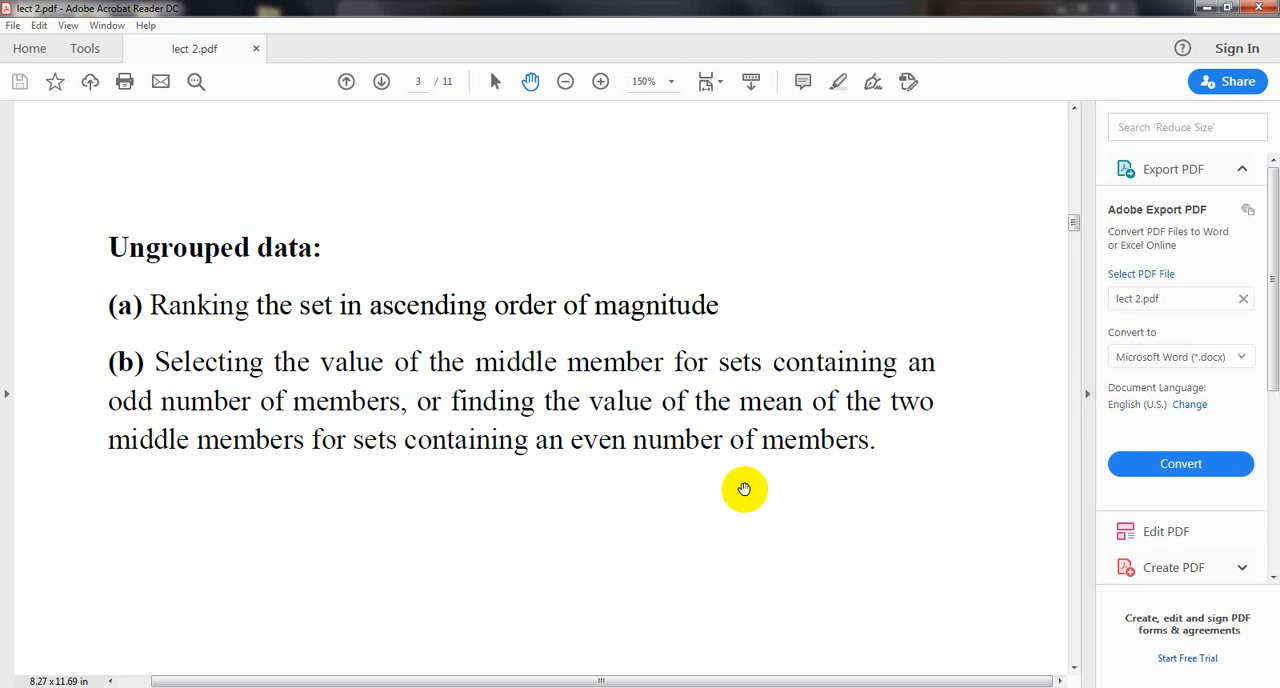 lect 2.pdf - Adobe Acrobat Reader DC
File Edit View Window Help
Home Tools lect 2.pdf × Sign In
3 / 11 150% Share
Search 'Reduce Size'
Export PDF
Adobe Export PDF
Convert PDF Files to Word
or Excel Online
Select PDF File
lect 2.pdf
Convert to
Microsoft Word (*.docx)
Document Language:
English (U.S.) Change
Convert
Edit PDF
Create PDF
Create, edit and sign PDF
forms & agreements
Start Free Trial
Ungrouped data:
(a) Ranking the set in ascending order of magnitude
(b) Selecting the value of the middle member for sets containing an
odd number of members, or finding the value of the mean of the two
middle members for sets containing an even number of members.
8.27 x 11.69 in